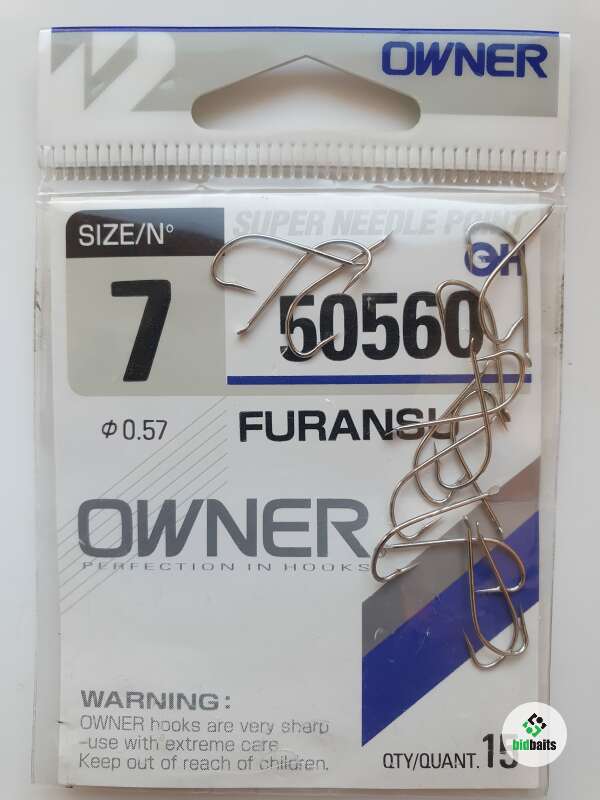 OWNER
SUPER NEEDLE POINT
SIZE/N°
7
QH
50560
Φ 0.57
FURANSU
OWNER
PERFECTION IN HOOKS
WARNING:
OWNER hooks are very sharp
-use with extreme care.
Keep out of reach of children.
QTY/QUANT. 15
bidbaits